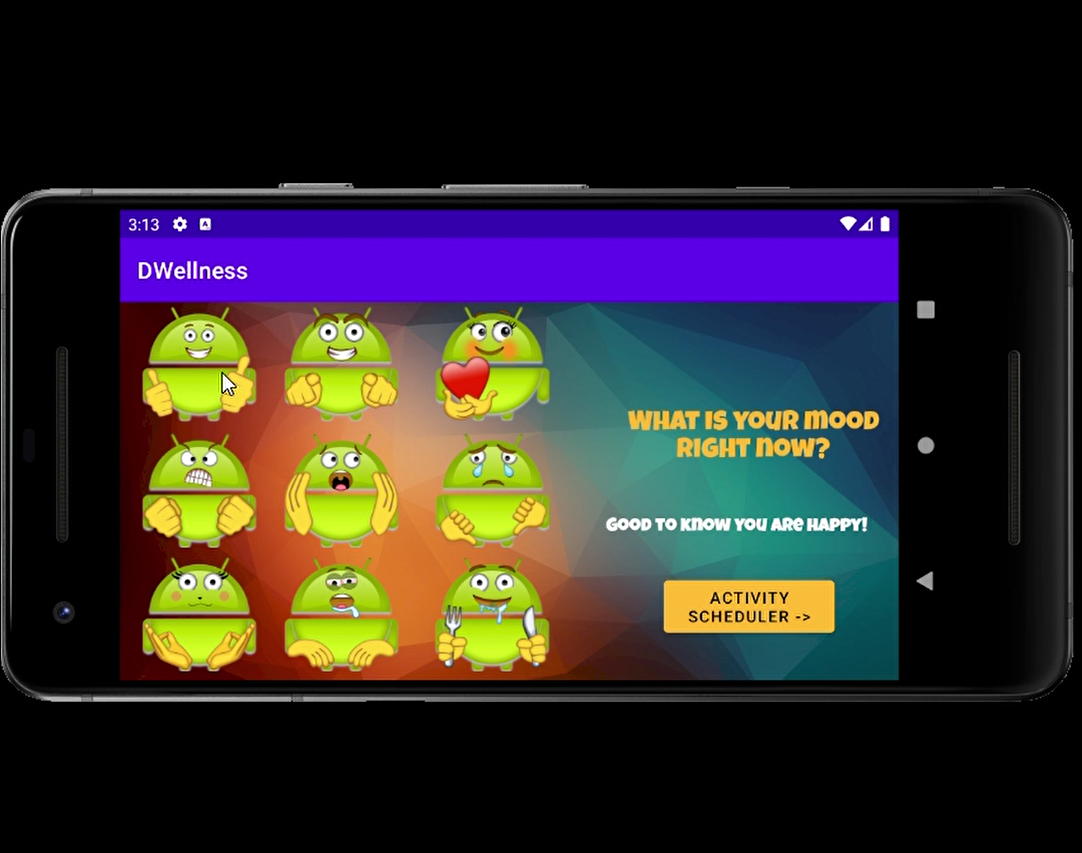 3:13
DWellness
WHAT IS YOUR MOOD
RIGHT NOW?
GOOD TO KNOW YOU ARE HAPPY!
ACTIVITY
SCHEDULER ->